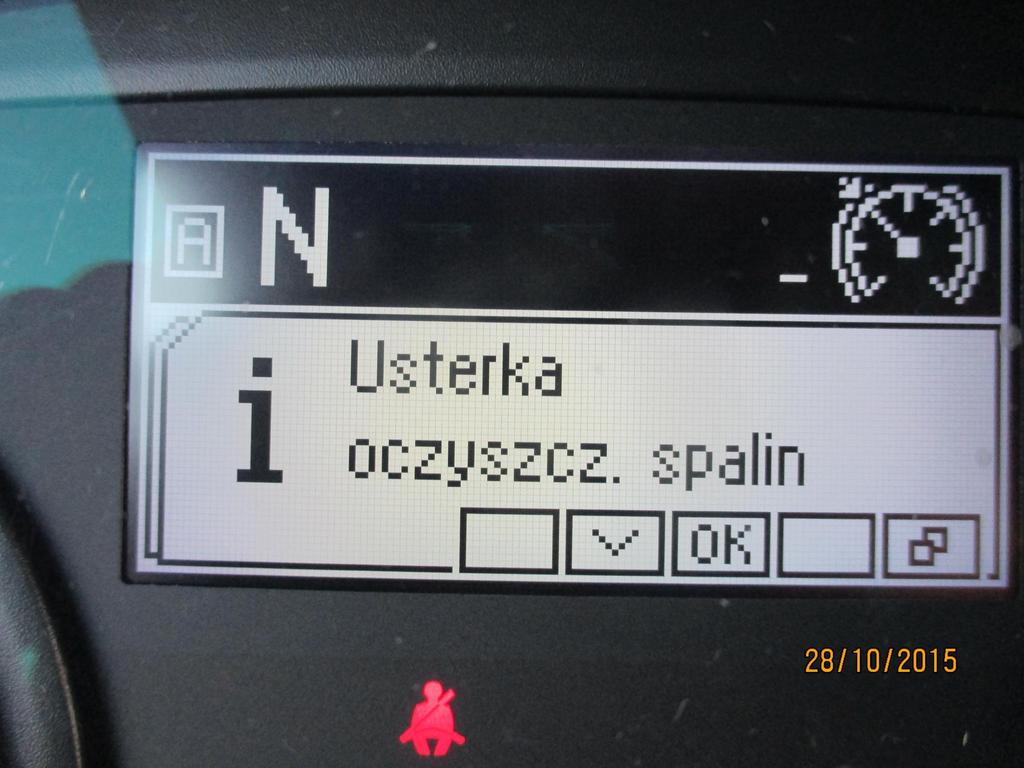 A N
Usterka
oczyszcz. spalin
OK
28/10/2015